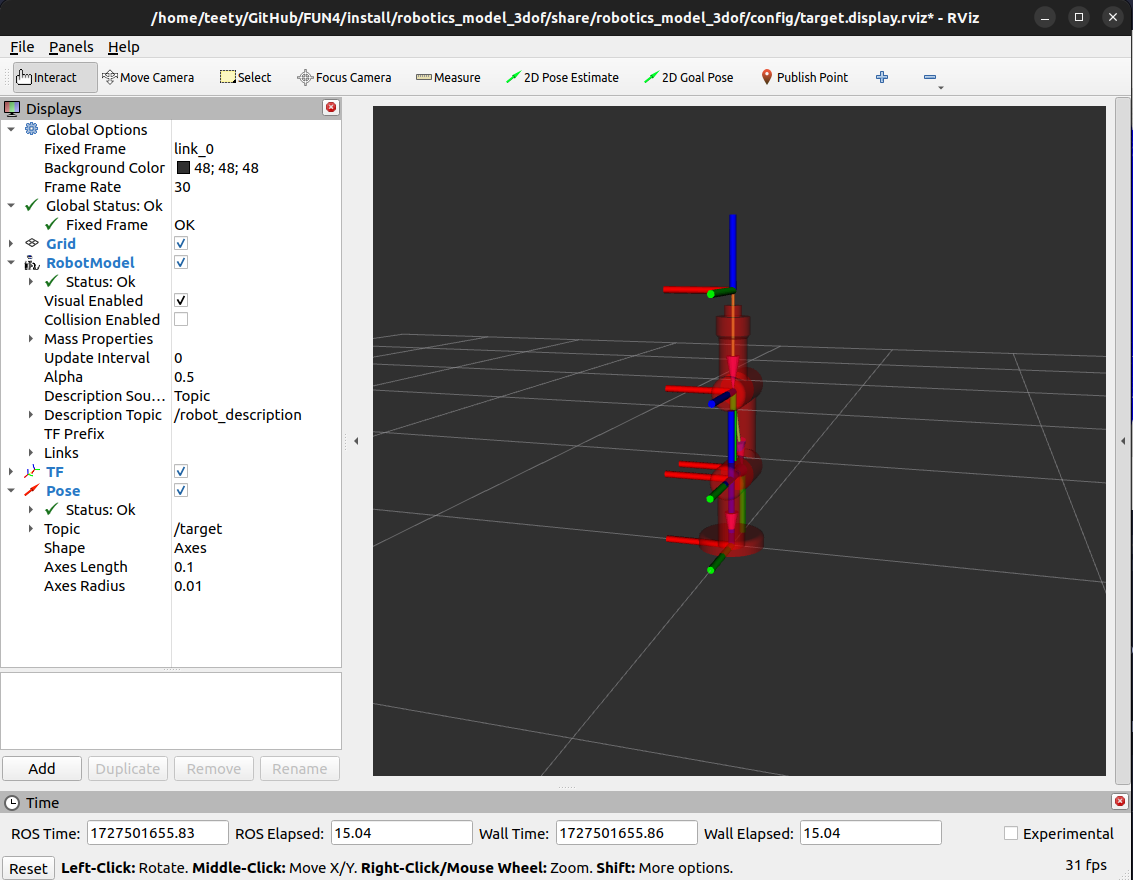 /home/teety/GitHub/FUN4/install/robotics_model_3dof/share/robotics_model_3dof/config/target.display.rviz* - RViz
File Panels Help
Interact Move Camera Select Focus Camera Measure 2D Pose Estimate 2D Goal Pose Publish Point
Displays
Global Options
Fixed Frame link_0
Background Color 48; 48; 48
Frame Rate 30
Global Status: Ok
Fixed Frame OK
Grid
RobotModel
Status: Ok
Visual Enabled
Collision Enabled
Mass Properties
Update Interval 0
Alpha 0.5
Description Sou... Topic
Description Topic /robot_description
TF Prefix
Links
TF
Pose
Status: Ok
Topic /target
Shape Axes
Axes Length 0.1
Axes Radius 0.01
Add Duplicate Remove Rename
Time
ROS Time: 1727501655.83 ROS Elapsed: 15.04 Wall Time: 1727501655.86 Wall Elapsed: 15.04 Experimental
Reset Left-Click: Rotate. Middle-Click: Move X/Y. Right-Click/Mouse Wheel: Zoom. Shift: More options. 31 fps